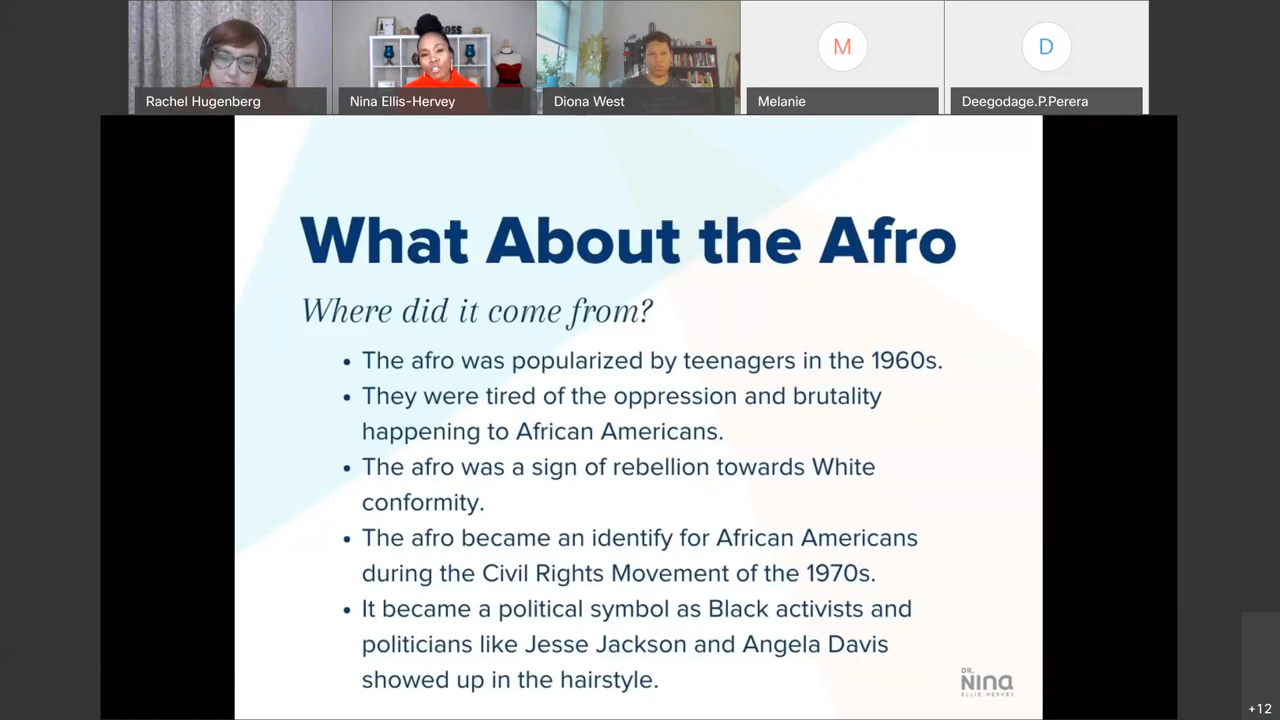 Rachel Hugenberg
Nina Ellis-Hervey
Diona West
M
Melanie
D
Deegodage.P.Perera
What About the Afro
Where did it come from?
• The afro was popularized by teenagers in the 1960s.
• They were tired of the oppression and brutality
happening to African Americans.
• The afro was a sign of rebellion towards White
conformity.
• The afro became an identify for African Americans
during the Civil Rights Movement of the 1970s.
• It became a political symbol as Black activists and
politicians like Jesse Jackson and Angela Davis
showed up in the hairstyle.
DR.
Nina
ELLIS-HERVEY
+12